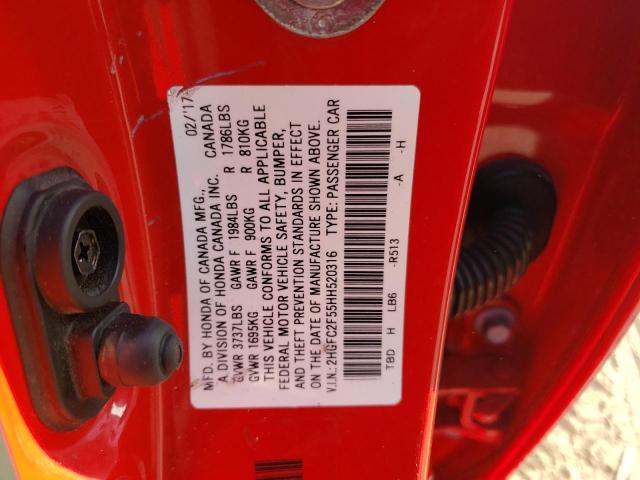 MFD. BY HONDA OF CANADA MFG., 02/'17
A DIVISION OF HONDA CANADA INC. CANADA
GVWR 3737LBS GAWR F 1984LBS R 1786LBS
GVWR 1695KG GAWR F 900KG R 810KG
THIS VEHICLE CONFORMS TO ALL APPLICABLE
FEDERAL MOTOR VEHICLE SAFETY, BUMPER,
AND THEFT PREVENTION STANDARDS IN EFFECT
ON THE DATE OF MANUFACTURE SHOWN ABOVE.
V.I.N.: 2HGFC2F55HH520316 TYPE: PASSENGER CAR
TBD H LB6 -R513 -A -H